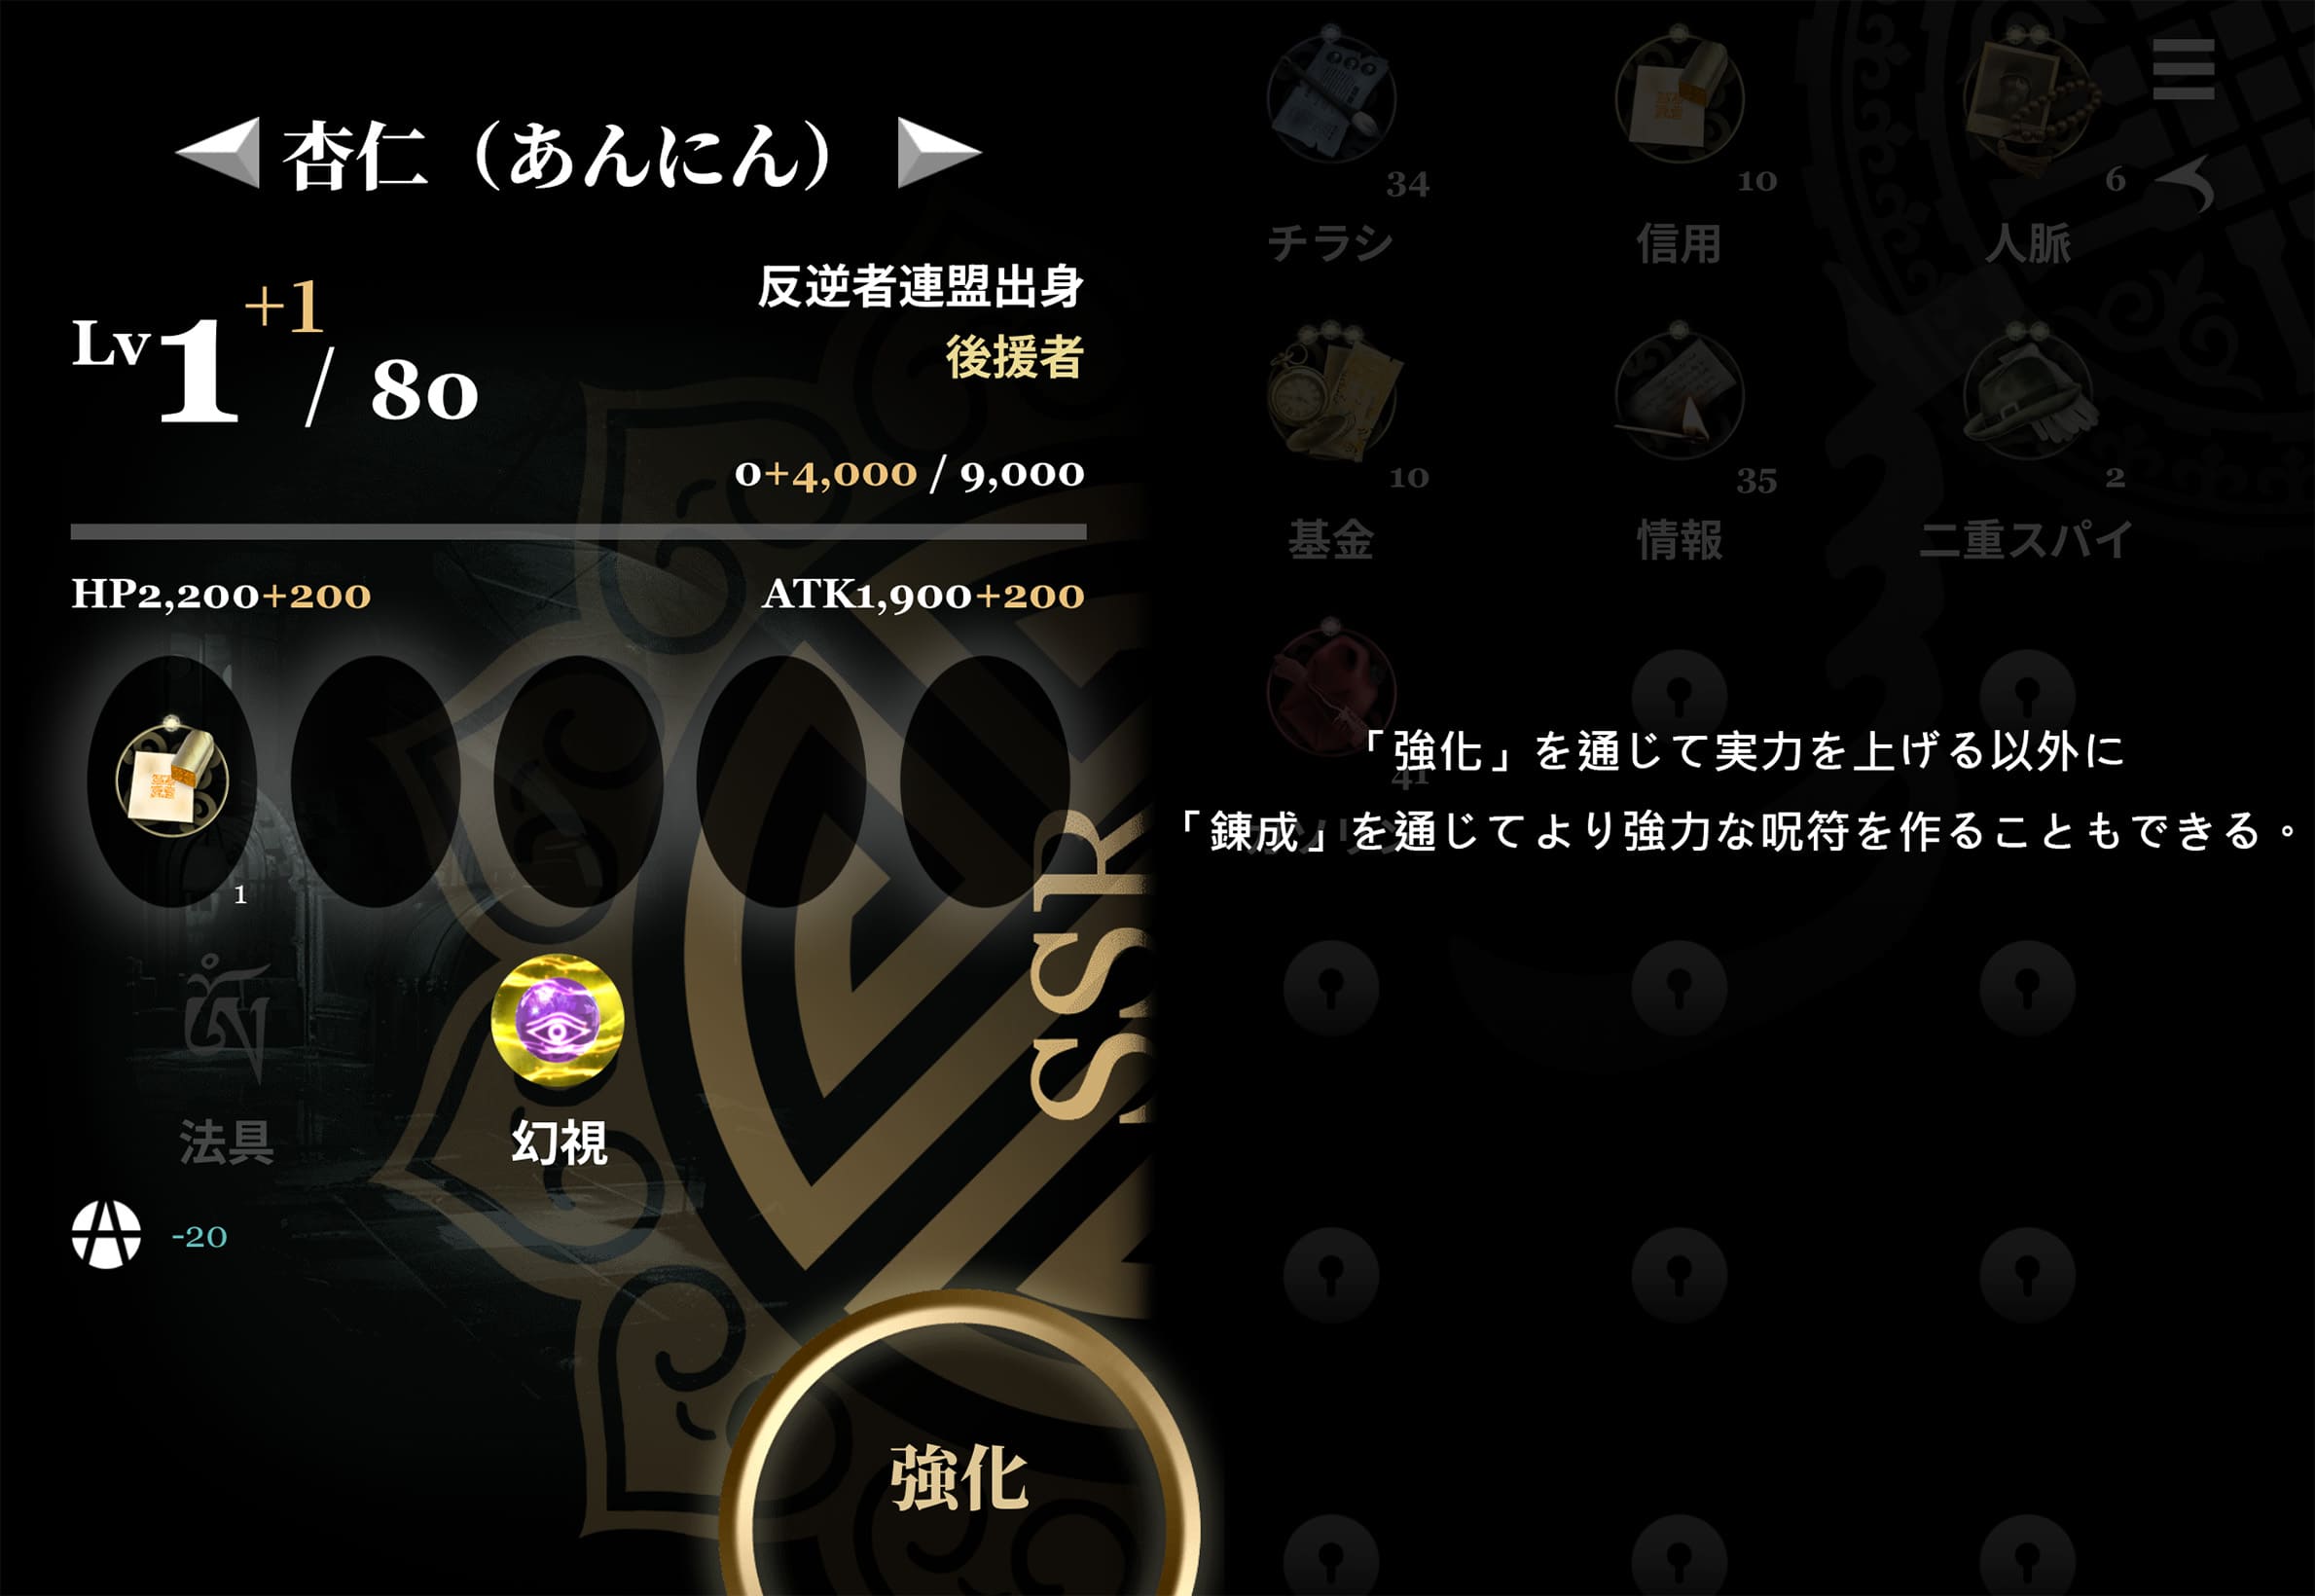 杏仁（あんにん）
Lv1+1 / 80
反逆者連盟出身
後援者
0+4,000 / 9,000
HP2,200+200
ATK1,900+200
1
SSR
法具
幻視
-20
強化
34
10
6
チラシ
信用
人脈
10
35
2
基金
情報
二重スパイ
41
「強化」を通じて実力を上げる以外に
「錬成」を通じてより強力な呪符を作ることもできる。